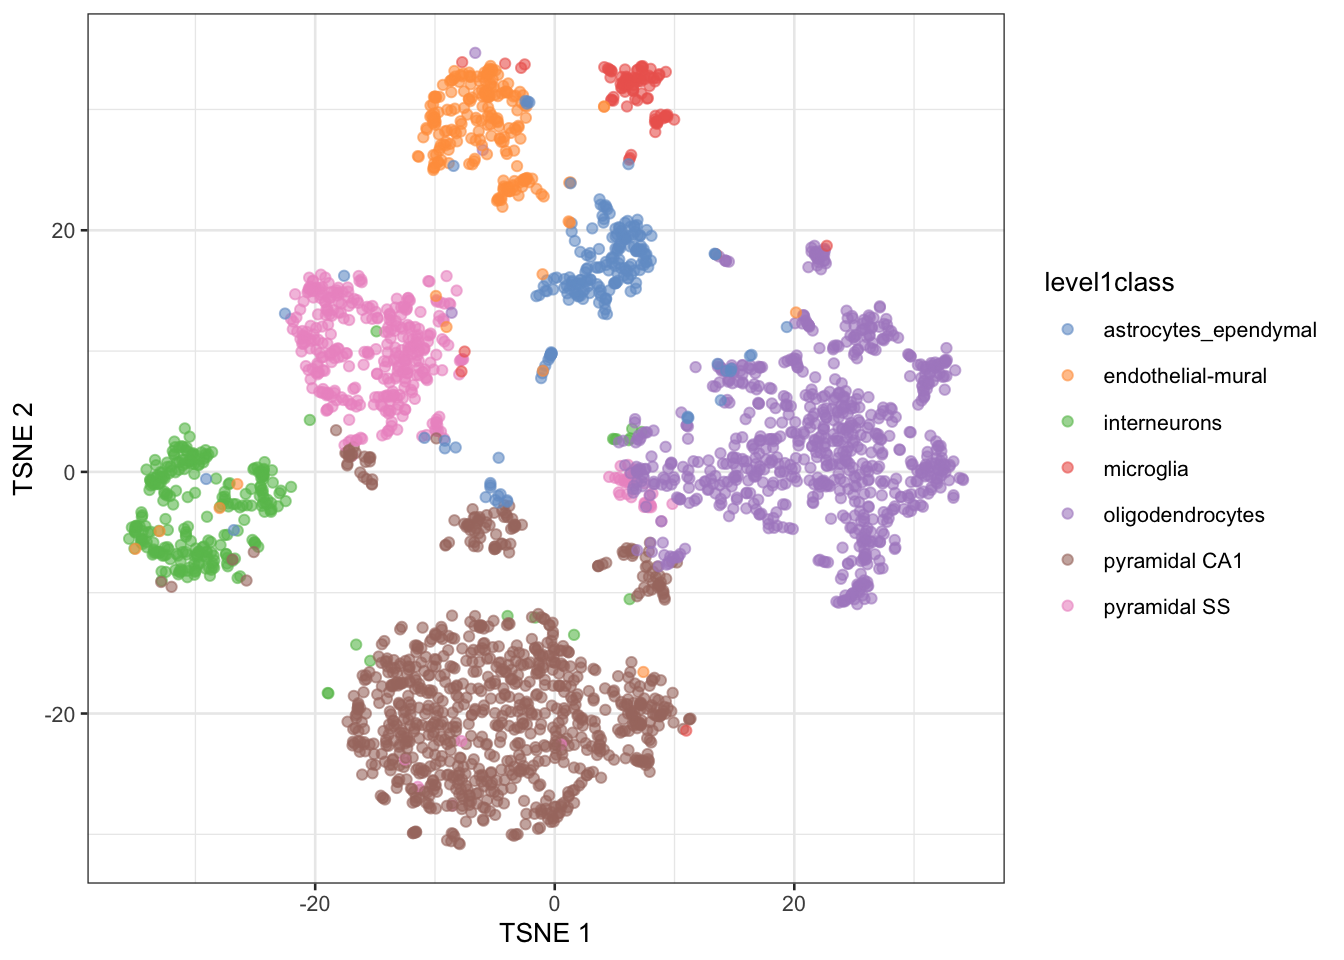 TSNE 2
20
0
-20
-20
0
20
TSNE 1
level1class
astrocytes_ependymal
endothelial-mural
interneurons
microglia
oligodendrocytes
pyramidal CA1
pyramidal SS